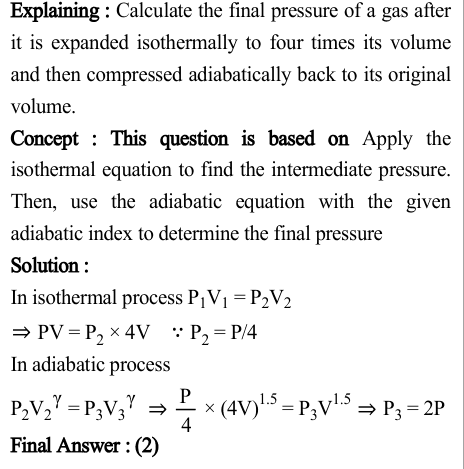 Explaining : Calculate the final pressure of a gas after
it is expanded isothermally to four times its volume
and then compressed adiabatically back to its original
volume.
Concept : This question is based on Apply the
isothermal equation to find the intermediate pressure.
Then, use the adiabatic equation with the given
adiabatic index to determine the final pressure
Solution :
In isothermal process P₁V₁ = P₂V₂
⇒ PV = P₂ × 4V ∵ P₂ = P/4
In adiabatic process
P₂V₂^γ = P₃V₃^γ ⇒ P/4 × (4V)^1.5 = P₃V^1.5 ⇒ P₃ = 2P
Final Answer : (2)